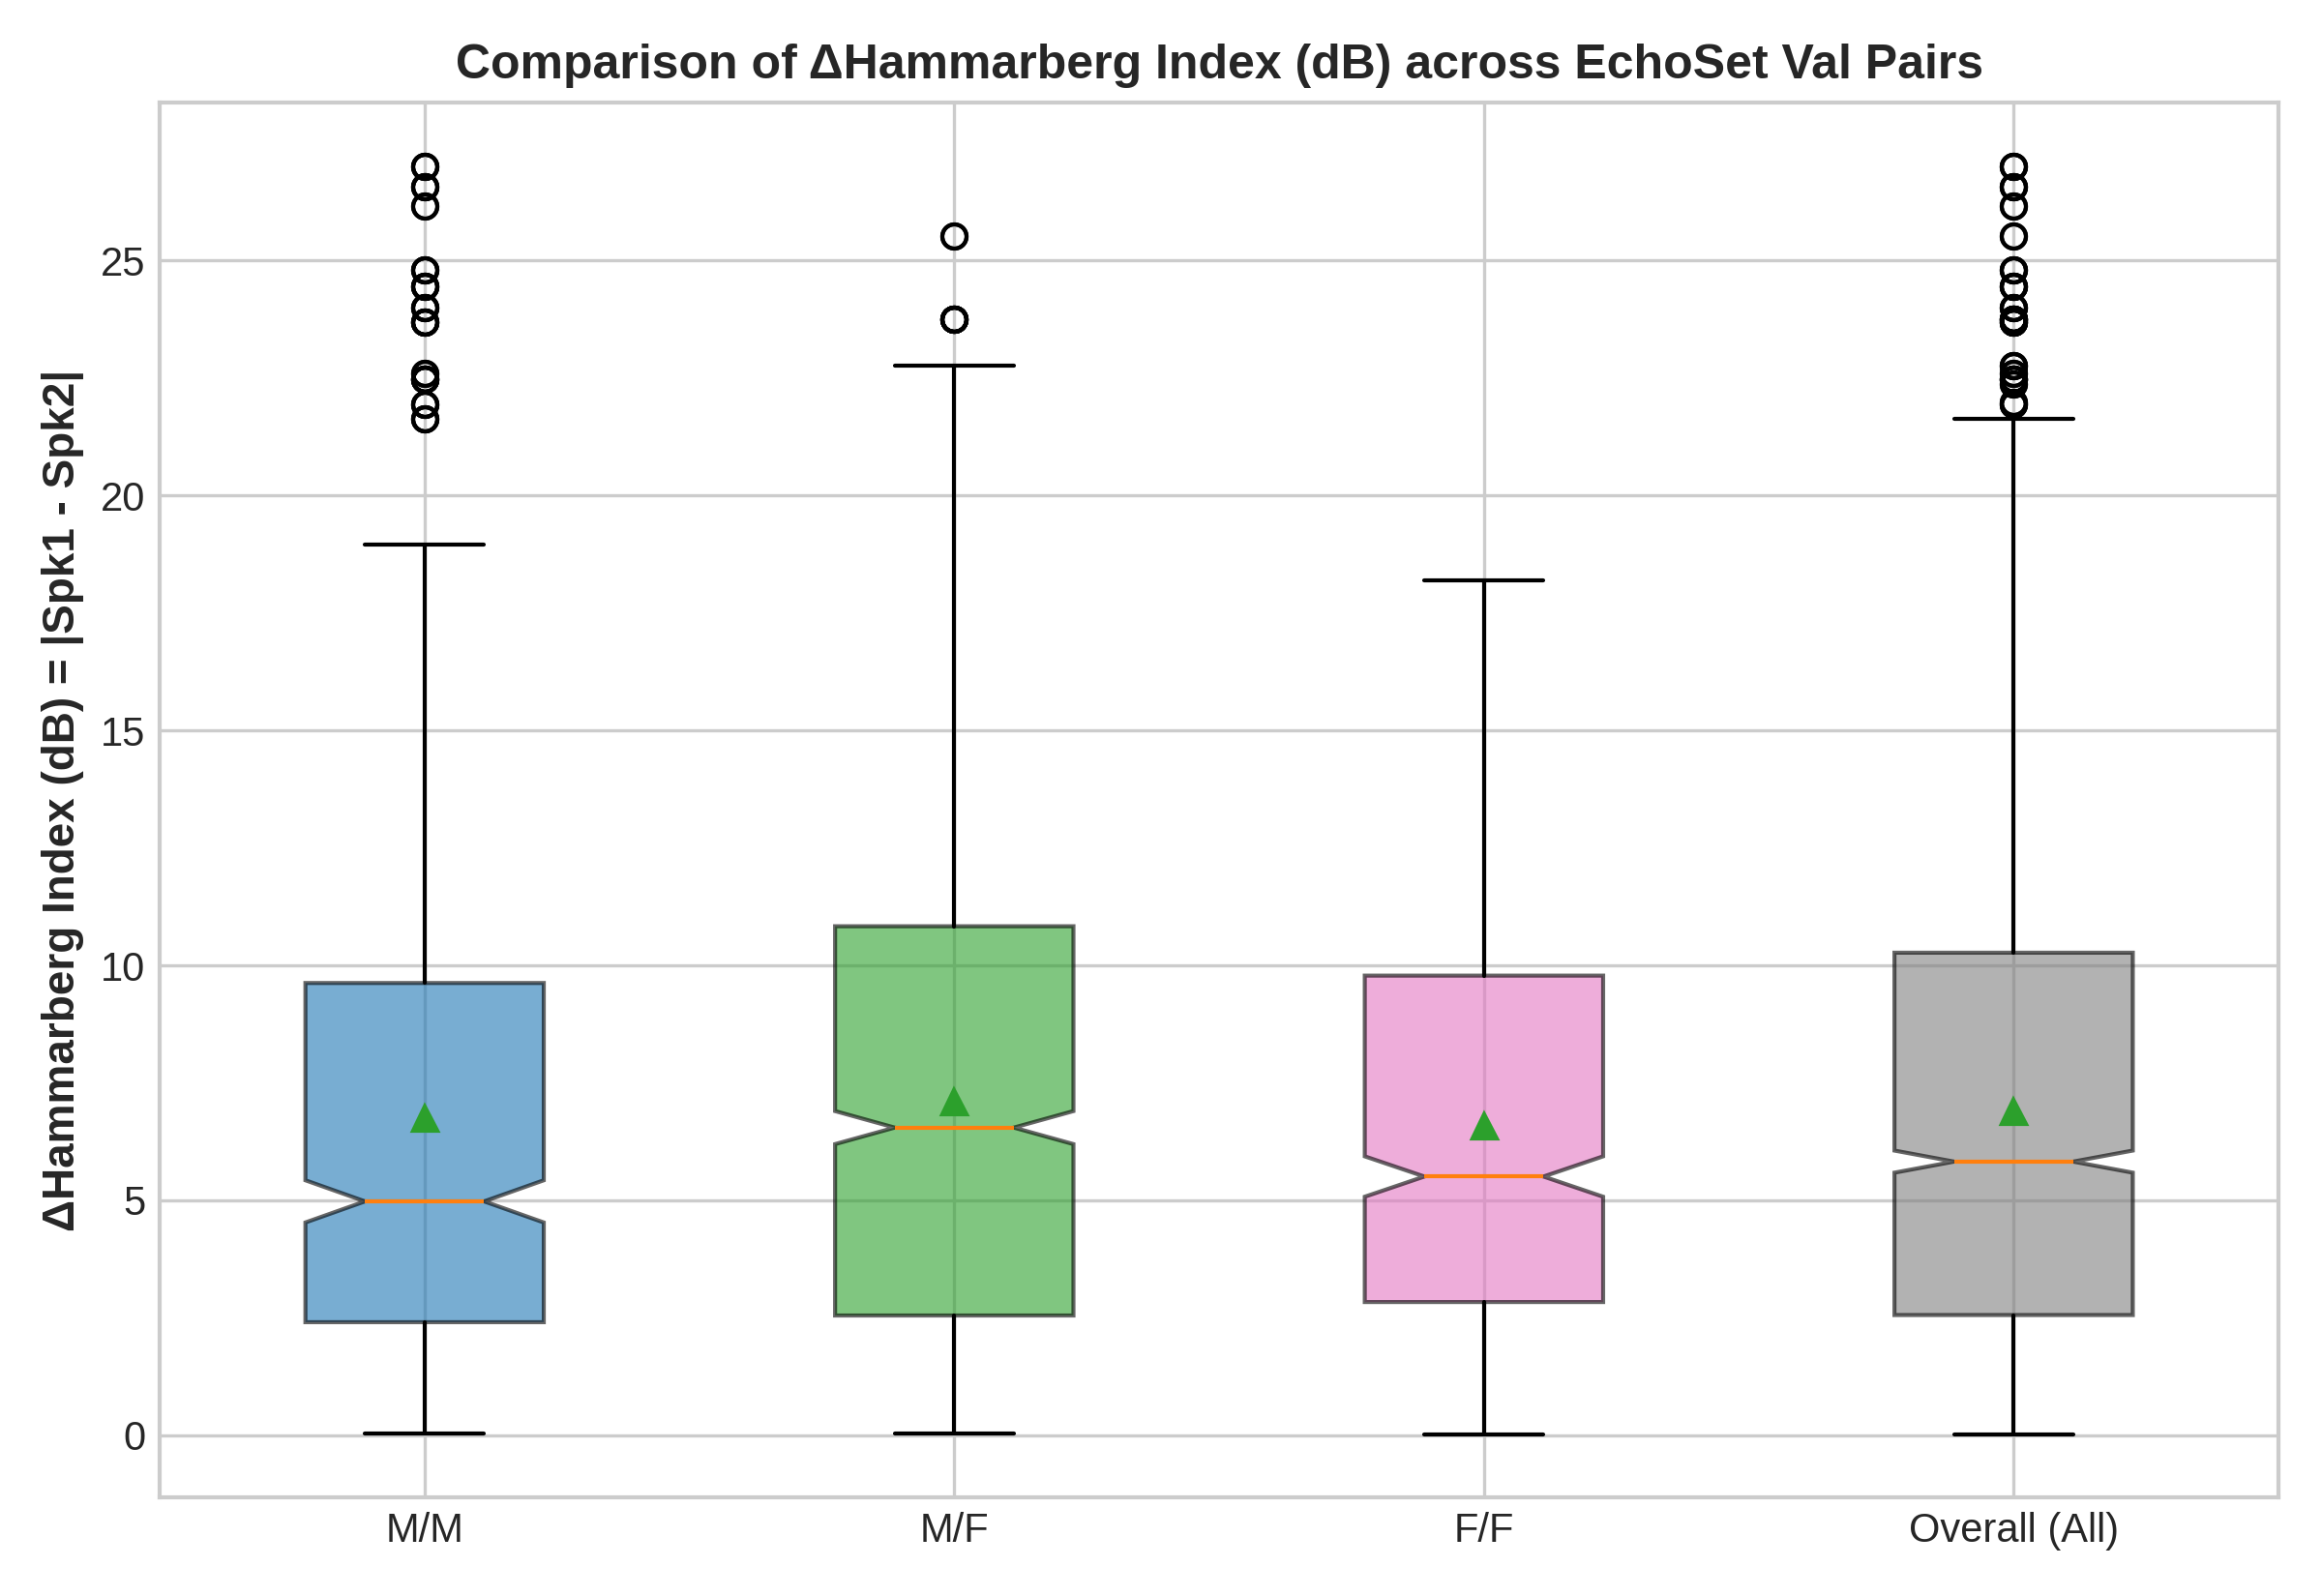 Comparison of ΔHammarberg Index (dB) across EchoSet Val Pairs
ΔHammarberg Index (dB) = |Spk1 - Spk2|
25
20
15
10
5
0
M/M
M/F
F/F
Overall (All)